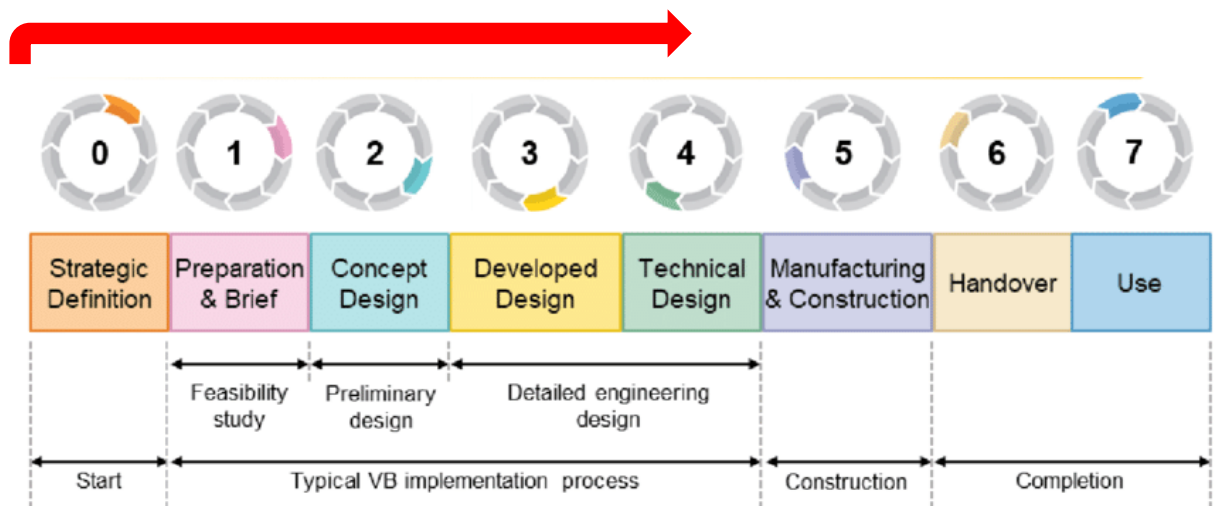 0 1 2 3 4 5 6 7
Strategic Preparation Concept Developed Technical Manufacturing Handover Use
Definition & Brief Design Design Design & Construction
Feasibility Preliminary Detailed engineering
study design design
Start Typical VB implementation process Construction Completion